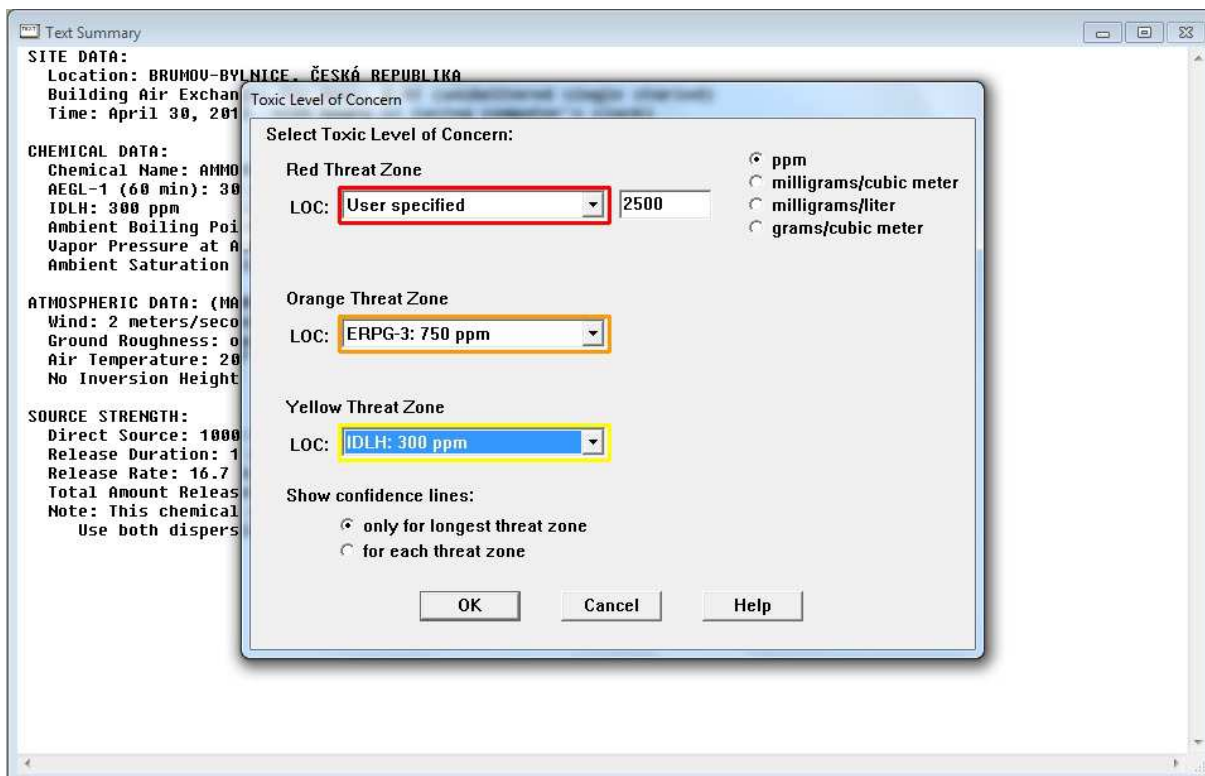 Text Summary
SITE DATA:
Location: BRUMOV-BYLNICE, ČESKÁ REPUBLIKA
Building Air Exchan
Time: April 30, 201
CHEMICAL DATA:
Chemical Name: AMMO
AEGL-1 (60 min): 30
IDLH: 300 ppm
Ambient Boiling Poi
Vapor Pressure at A
Ambient Saturation
ATMOSPHERIC DATA: (MA
Wind: 2 meters/seco
Ground Roughness: o
Air Temperature: 20
No Inversion Height
SOURCE STRENGTH:
Direct Source: 1000
Release Duration: 1
Release Rate: 16.7
Total Amount Releas
Note: This chemical
Use both dispers
Toxic Level of Concern
Select Toxic Level of Concern:
Red Threat Zone
LOC: User specified 2500
ppm
milligrams/cubic meter
milligrams/liter
grams/cubic meter
Orange Threat Zone
LOC: ERPG-3: 750 ppm
Yellow Threat Zone
LOC: IDLH: 300 ppm
Show confidence lines:
only for longest threat zone
for each threat zone
OK Cancel Help